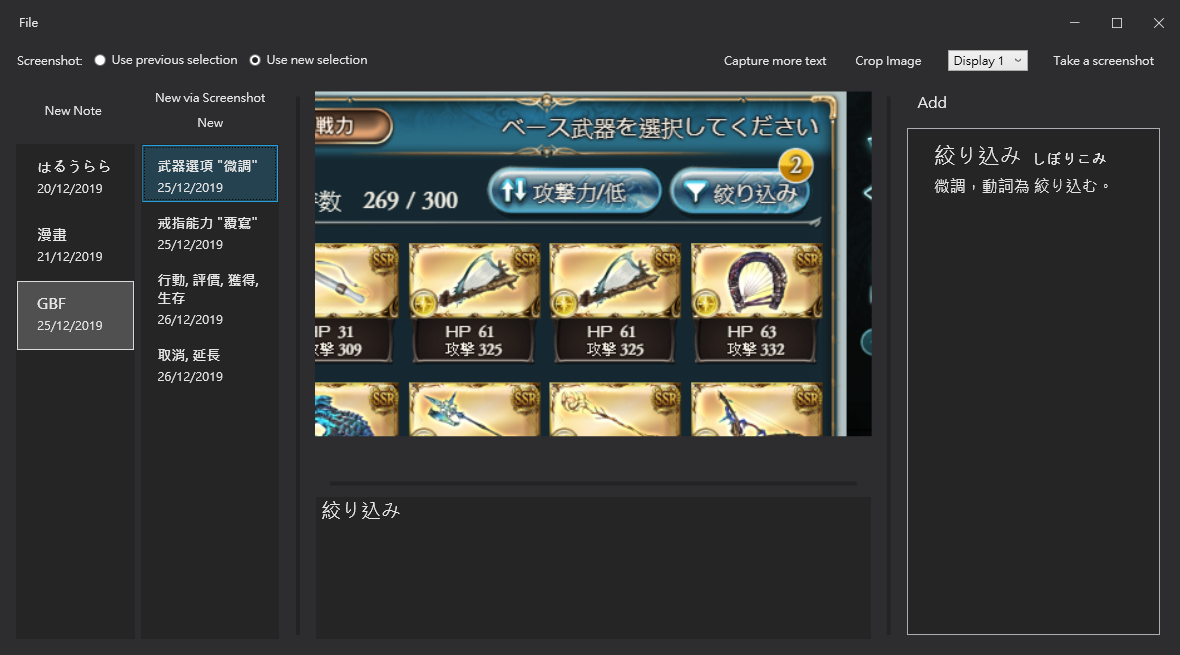 File
Screenshot: Use previous selection Use new selection
Capture more text Crop Image Display 1 Take a screenshot
New Note
New via Screenshot
New
はるうらら
20/12/2019
漫畫
21/12/2019
GBF
25/12/2019
武器選項 "微調"
25/12/2019
戒指能力 "覆寫"
25/12/2019
行動, 評價, 獲得,
生存
26/12/2019
取消, 延長
26/12/2019
戦力
ベース武器を選択してください
数 269 / 300 攻撃力/低 絞り込み 2
SSR SSR SSR SSR
HP 31 HP 61 HP 61 HP 63
攻撃 309 攻撃 325 攻撃 325 攻撃 332
SSR SSR SSR SSR
絞り込み
Add
絞り込み しぼりこみ
微調，動詞為 絞り込む。